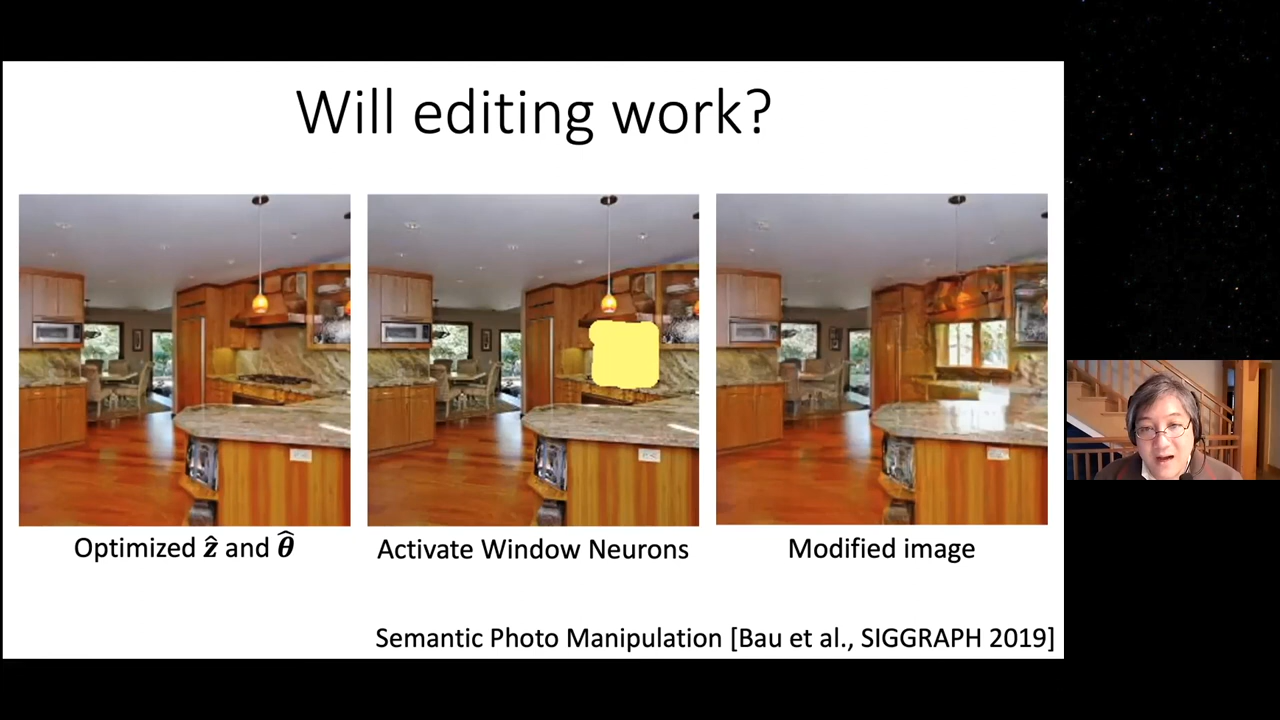 Will editing work?
Optimized ẑ and θ̂
Activate Window Neurons
Modified image
Semantic Photo Manipulation [Bau et al., SIGGRAPH 2019]